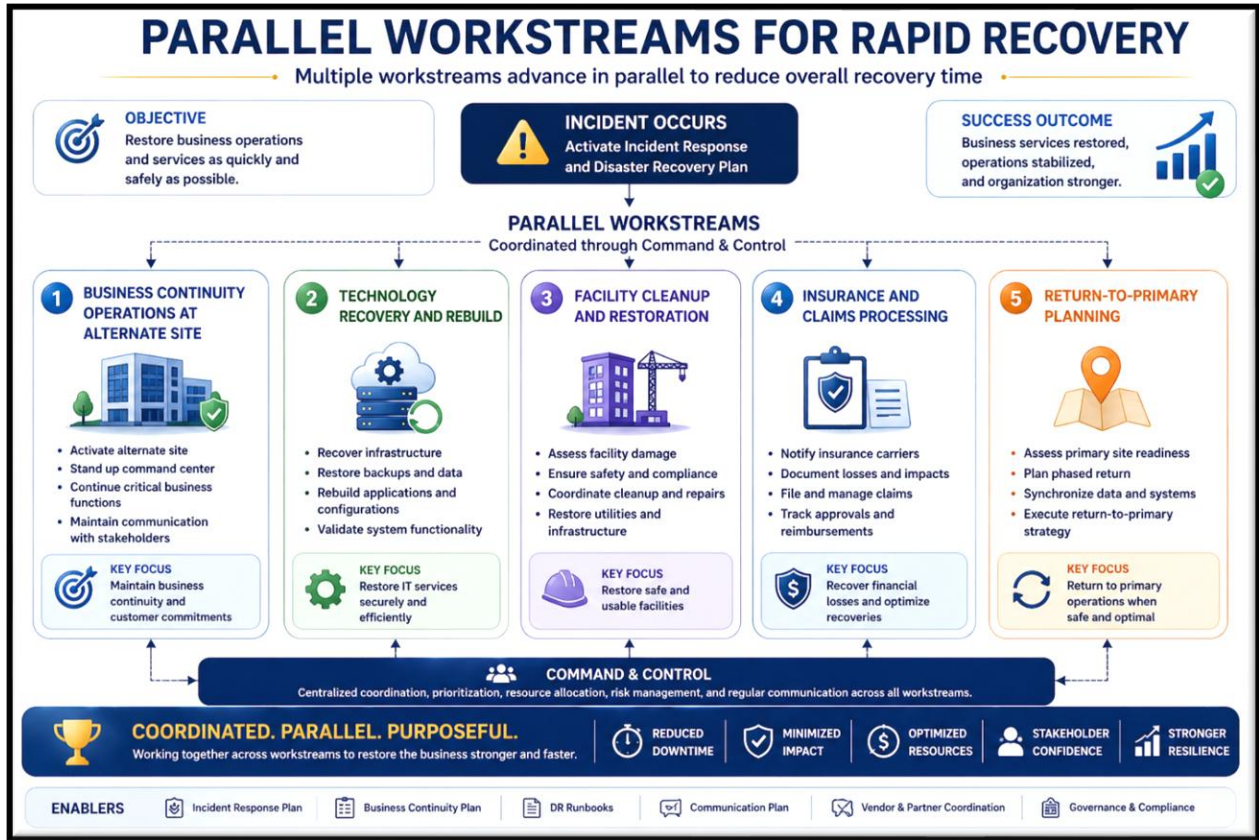 PARALLEL WORKSTREAMS FOR RAPID RECOVERY
Multiple workstreams advance in parallel to reduce overall recovery time
OBJECTIVE
Restore business operations
and services as quickly and
safely as possible.
INCIDENT OCCURS
Activate Incident Response
and Disaster Recovery Plan
SUCCESS OUTCOME
Business services restored,
operations stabilized,
and organization stronger.
PARALLEL WORKSTREAMS
Coordinated through Command & Control
1
BUSINESS CONTINUITY
OPERATIONS AT
ALTERNATE SITE
• Activate alternate site
• Stand up command center
• Continue critical business
functions
• Maintain communication
with stakeholders
KEY FOCUS
Maintain business
continuity and
customer commitments
2
TECHNOLOGY
RECOVERY AND REBUILD
• Recover infrastructure
• Restore backups and data
• Rebuild applications and
configurations
• Validate system functionality
KEY FOCUS
Restore IT services
securely and
efficiently
3
FACILITY CLEANUP
AND RESTORATION
• Assess facility damage
• Ensure safety and compliance
• Coordinate cleanup and repairs
• Restore utilities and
infrastructure
KEY FOCUS
Restore safe and
usable facilities
4
INSURANCE AND
CLAIMS PROCESSING
• Notify insurance carriers
• Document losses and impacts
• File and manage claims
• Track approvals and
reimbursements
KEY FOCUS
$
Recover financial
losses and optimize
recoveries
5
RETURN-TO-PRIMARY
PLANNING
• Assess primary site readiness
• Plan phased return
• Synchronize data and systems
• Execute return-to-primary
strategy
KEY FOCUS
Return to primary
operations when
safe and optimal
COMMAND & CONTROL
Centralized coordination, prioritization, resource allocation, risk management, and regular communication across all workstreams.
COORDINATED. PARALLEL. PURPOSEFUL.
Working together across workstreams to restore the business stronger and faster.
REDUCED
DOWNTIME
MINIMIZED
IMPACT
$
OPTIMIZED
RESOURCES
STAKEHOLDER
CONFIDENCE
STRONGER
RESILIENCE
ENABLERS
Incident Response Plan
Business Continuity Plan
DR Runbooks
Communication Plan
Vendor & Partner Coordination
Governance & Compliance